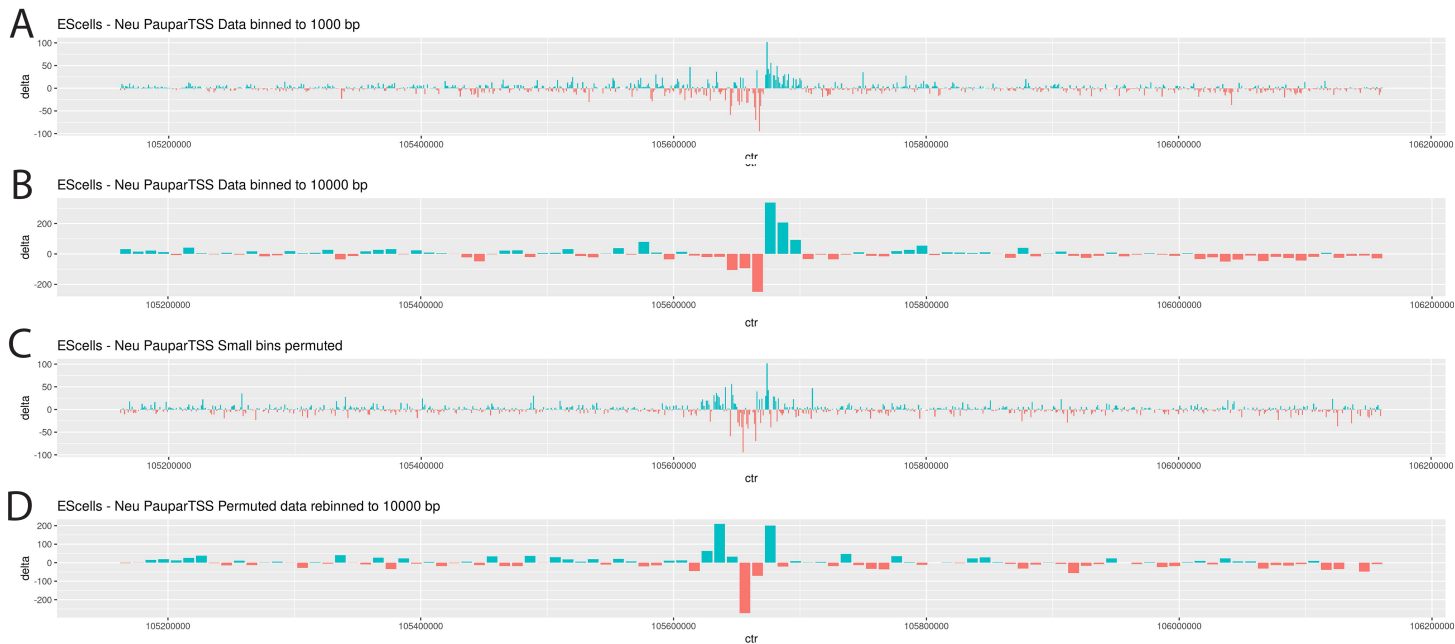 A
EScells - Neu PauparTSS Data binned to 1000 bp
delta
100
50
0
-50
-100
105200000 105400000 105600000 105800000 106000000 106200000
ctr
B
EScells - Neu PauparTSS Data binned to 10000 bp
delta
200
0
-200
105200000 105400000 105600000 105800000 106000000 106200000
ctr
C
EScells - Neu PauparTSS Small bins permuted
delta
100
50
0
-50
-100
105200000 105400000 105600000 105800000 106000000 106200000
ctr
D
EScells - Neu PauparTSS Permuted data rebinned to 10000 bp
delta
200
100
0
-100
-200
105200000 105400000 105600000 105800000 106000000 106200000
ctr